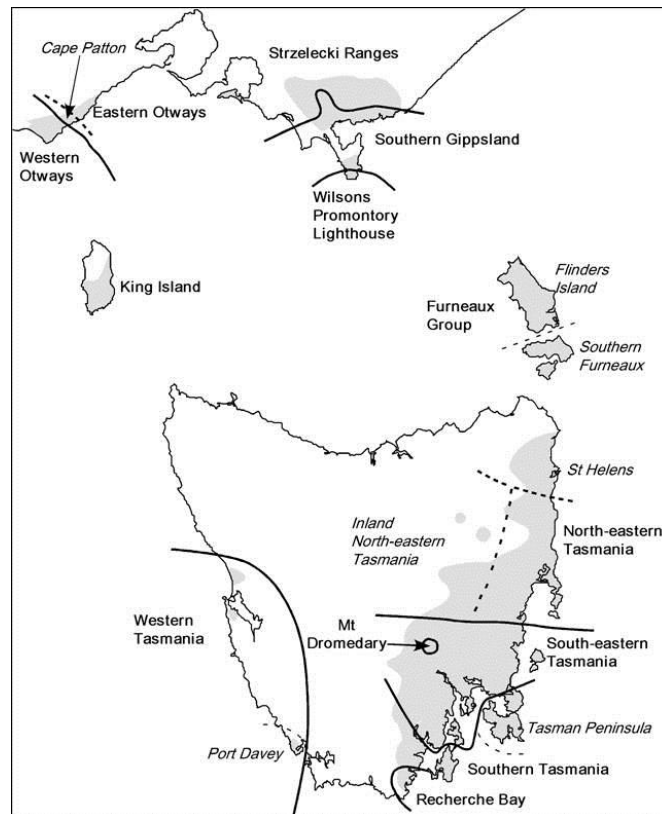 Cape Patton
Strzelecki Ranges
Eastern Otways
Western
Otways
Southern Gippsland
Wilsons
Promontory
Lighthouse
King Island
Flinders
Island
Furneaux
Group
Southern
Furneaux
St Helens
Inland
North-eastern
Tasmania
North-eastern
Tasmania
Western
Tasmania
Mt
Dromedary
South-eastern
Tasmania
Port Davey
Tasman Peninsula
Southern Tasmania
Recherche Bay